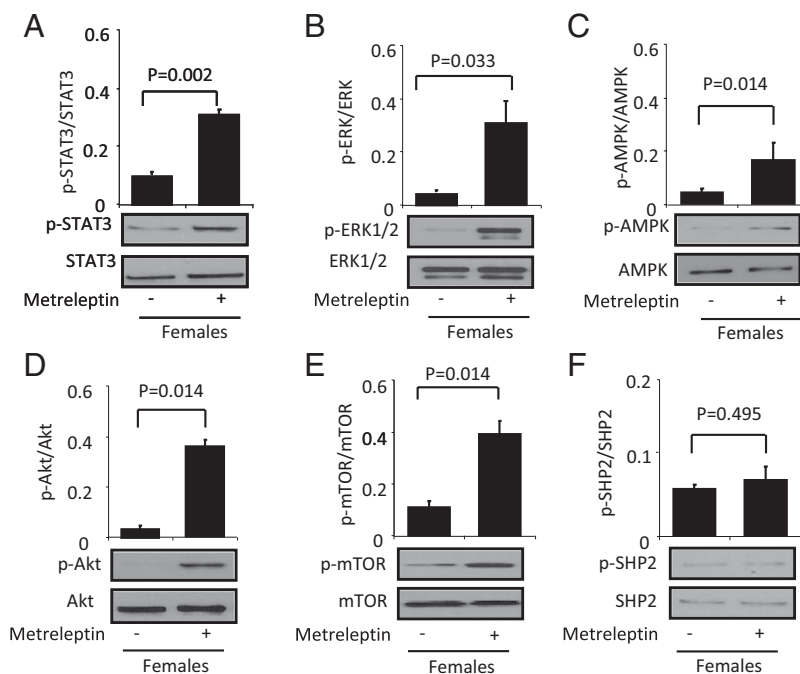 A
p-STAT3/STAT3
0.6
0.4
0.2
0
P=0.002
p-STAT3
STAT3
Metreleptin - +
Females
B
p-ERK/ERK
0.6
0.4
0.2
0
P=0.033
p-ERK1/2
ERK1/2
Metreleptin - +
Females
C
p-AMPK/AMPK
0.6
0.4
0.2
0
P=0.014
p-AMPK
AMPK
Metreleptin - +
Females
D
p-Akt/Akt
0.6
0.4
0.2
0
P=0.014
p-Akt
Akt
Metreleptin - +
Females
E
p-mTOR/mTOR
0.6
0.4
0.2
0
P=0.014
p-mTOR
mTOR
Metreleptin - +
Females
F
p-SHP2/SHP2
0.2
0.1
0
P=0.495
p-SHP2
SHP2
Metreleptin - +
Females